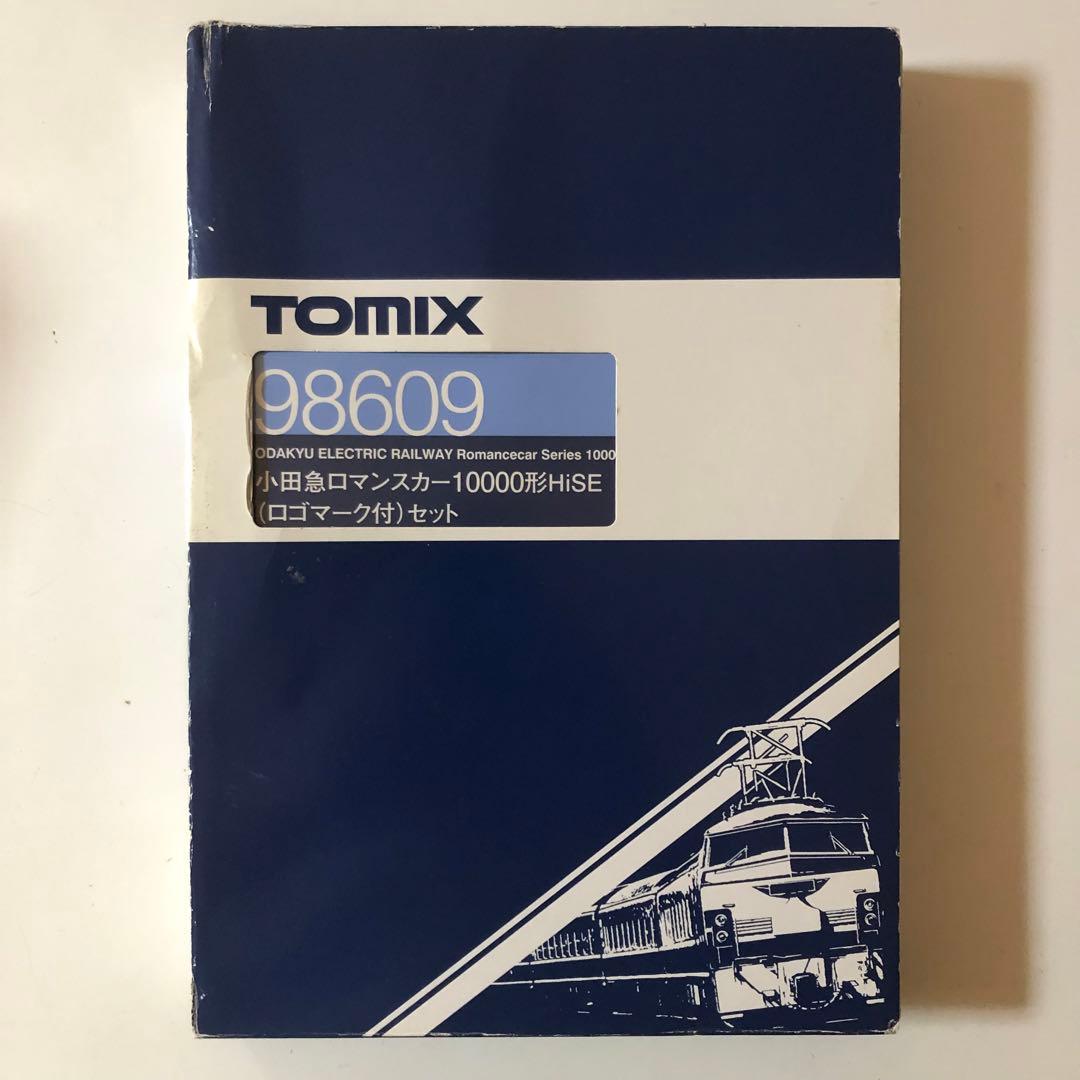 TOMIX
98609
ODAKYU ELECTRIC RAILWAY Romancecar Series 1000
小田急ロマンスカー10000形HiSE
(ロゴマーク付)セット